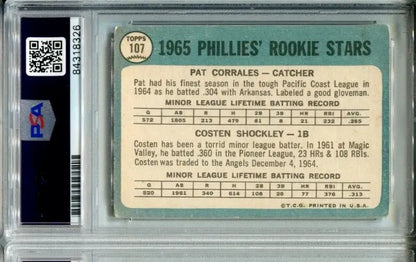 PSA
84318326
TOPPS
107
1965 PHILLIES' ROOKIE STARS
PAT CORRALES — CATCHER
Pat had his finest season in the tough Pacific Coast League in
1964 as he batted .304 with Arkansas. Labeled a good gloveman.
MINOR LEAGUE LIFETIME BATTING RECORD
G AB R H 2B 3B HR RBI AVG.
572 1805 213 479 81 8 21 232 .265
COSTEN SHOCKLEY — 1B
Costen has been a torrid minor league batter. In 1961 at Magic
Valley, he batted .360 in the Pioneer League, 23 HRs & 108 RBIs.
Costen was traded to the Angels December 4, 1964.
MINOR LEAGUE LIFETIME BATTING RECORD
G AB R H 2B 3B HR RBI AVG.
520 1961 340 614 108 28 77 376 .313
©T.C.G. PRINTED IN U.S.A.